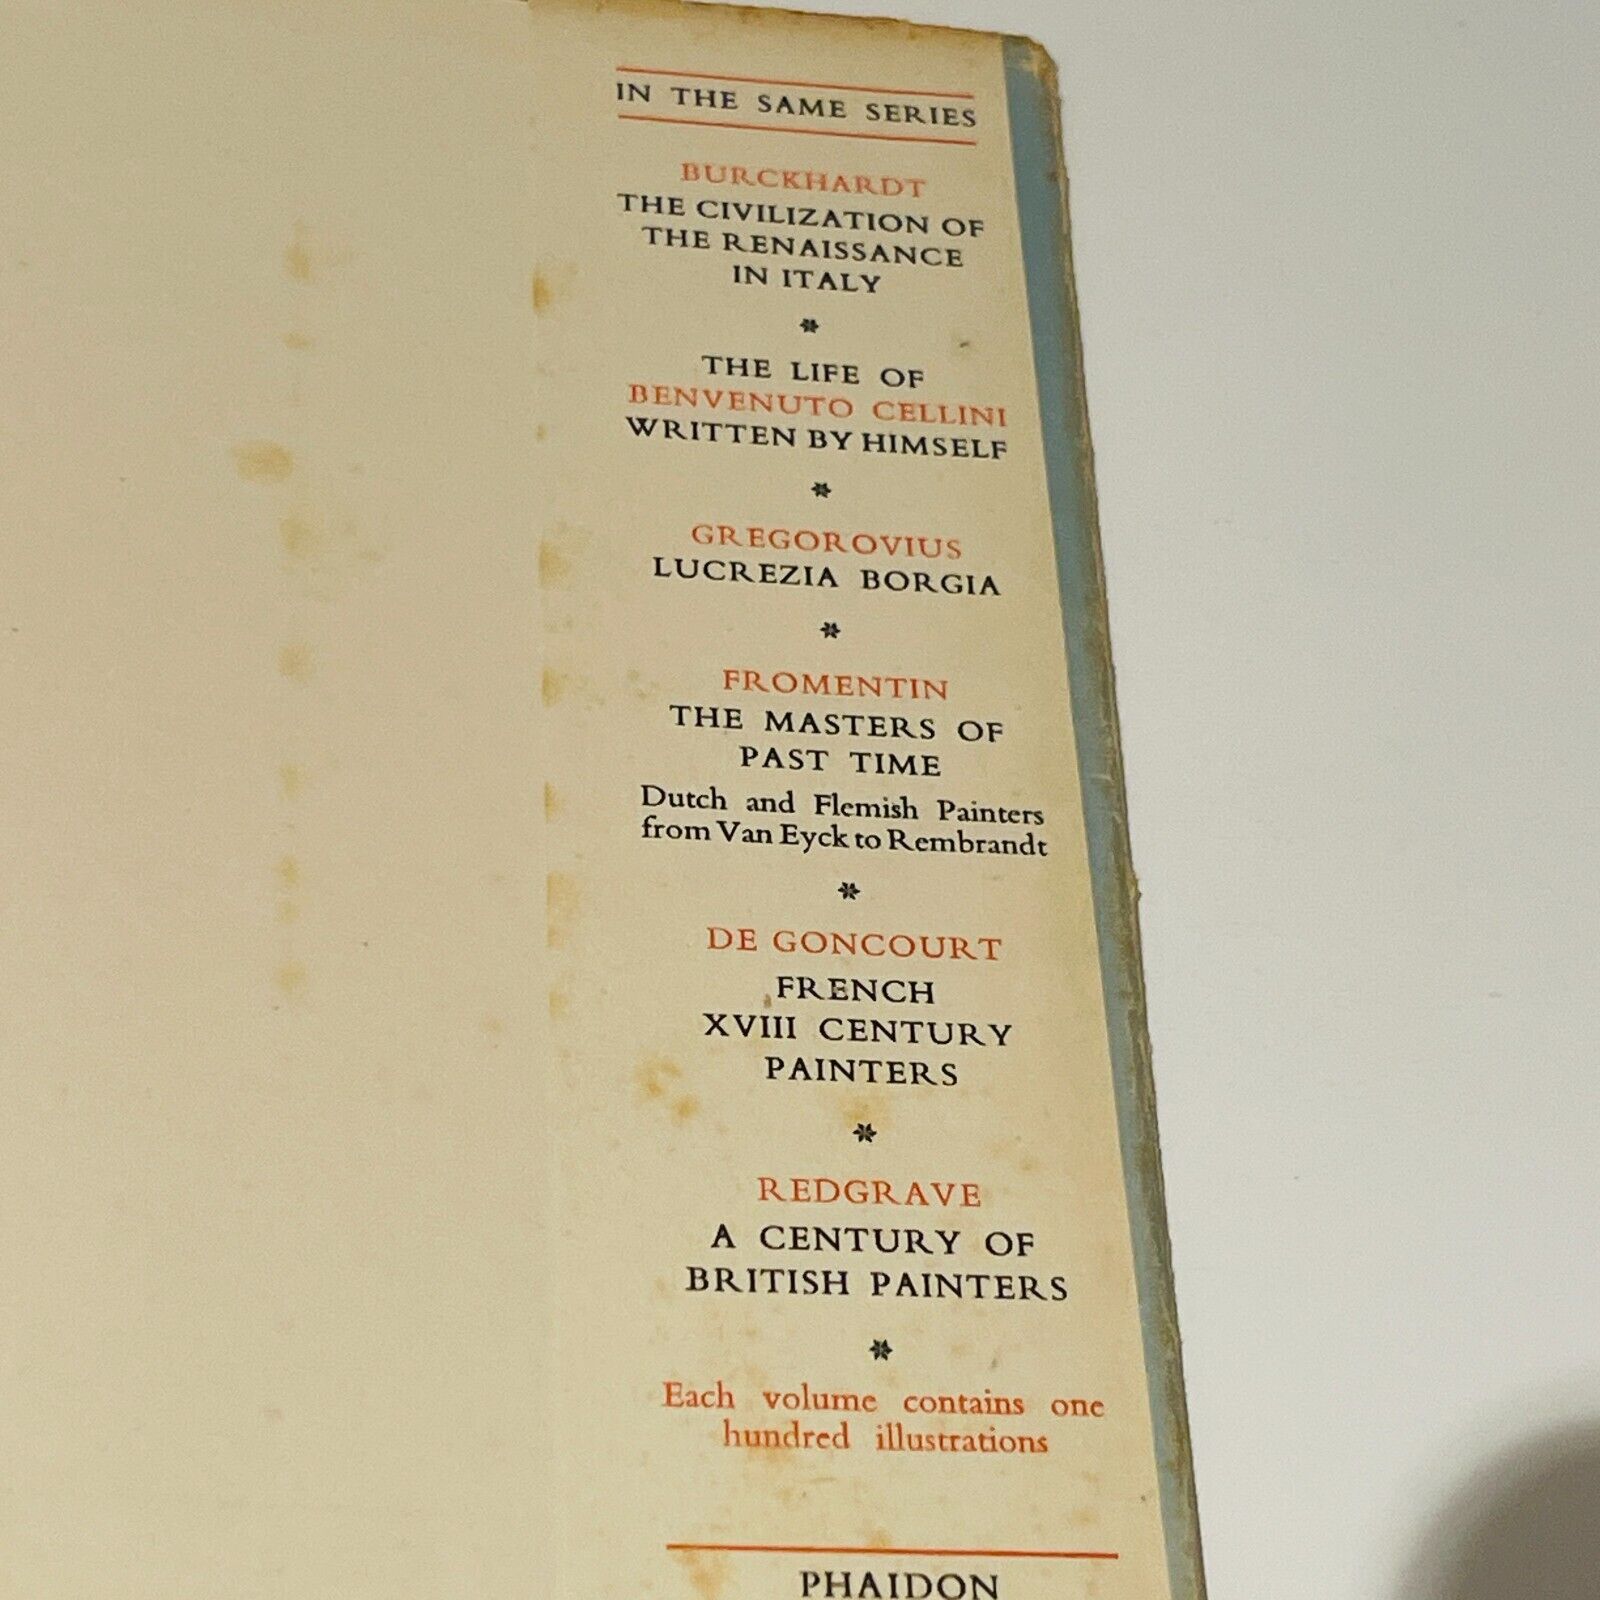 IN THE SAME SERIES
BURCKHARDT
THE CIVILIZATION OF
THE RENAISSANCE
IN ITALY
*
THE LIFE OF
BENVENUTO CELLINI
WRITTEN BY HIMSELF
*
GREGOROVIUS
LUCREZIA BORGIA
*
FROMENTIN
THE MASTERS OF
PAST TIME
Dutch and Flemish Painters
from Van Eyck to Rembrandt
*
DE GONCOURT
FRENCH
XVIII CENTURY
PAINTERS
*
REDGRAVE
A CENTURY OF
BRITISH PAINTERS
*
Each volume contains one
hundred illustrations
PHAIDON